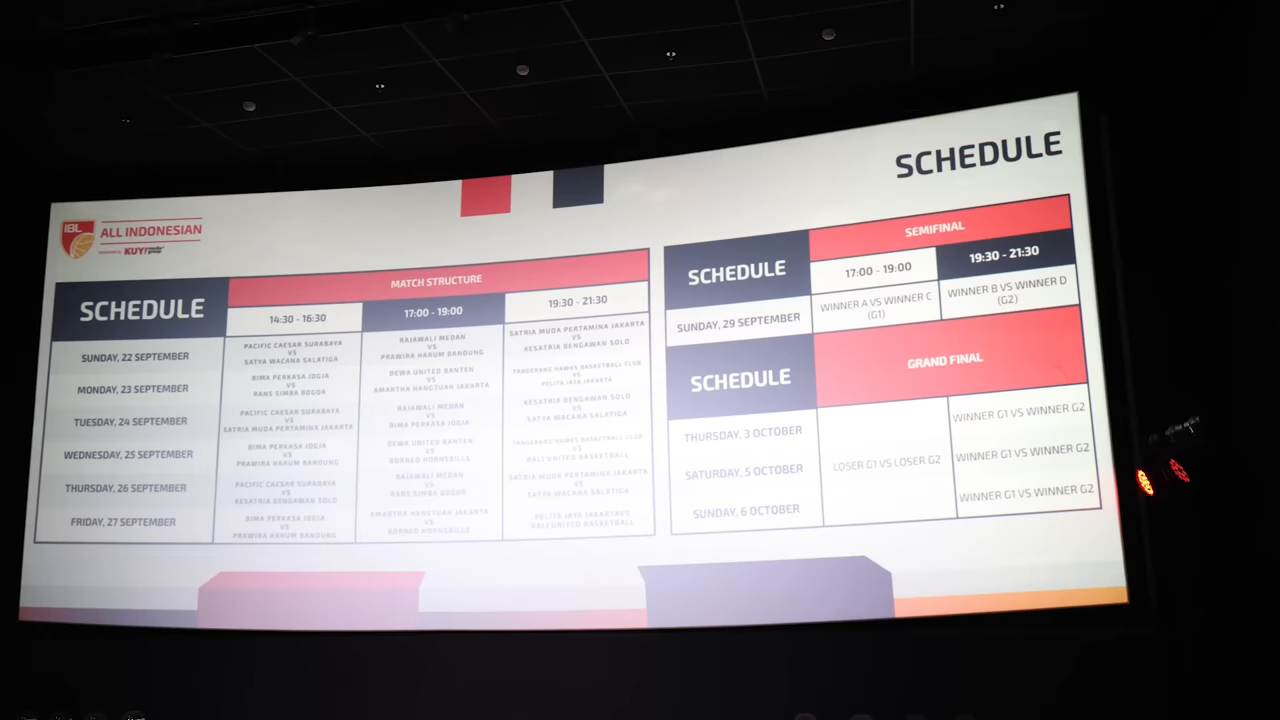 SCHEDULE
IBL
ALL INDONESIAN
KUY! media group
SCHEDULE
MATCH STRUCTURE
14:30 - 16:30
17:00 - 19:00
19:30 - 21:30
SUNDAY, 22 SEPTEMBER
PACIFIC CAESAR SURABAYA
VS
SATYA WACANA SALATIGA
RAJAWALI MEDAN
VS
PRAWIRA HARUM BANDUNG
SATRIA MUDA PERTAMINA JAKARTA
VS
KESATRIA BENGAWAN SOLO
MONDAY, 23 SEPTEMBER
BIMA PERKASA JOGJA
VS
RANS SIMBA BOGOR
DEWA UNITED BANTEN
VS
AMARTHA HANGTUAH JAKARTA
TANGERANG HAWKS BASKETBALL CLUB
VS
PELITA JAYA JAKARTA
TUESDAY, 24 SEPTEMBER
PACIFIC CAESAR SURABAYA
VS
SATRIA MUDA PERTAMINA JAKARTA
RAJAWALI MEDAN
VS
BIMA PERKASA JOGJA
KESATRIA BENGAWAN SOLO
VS
SATYA WACANA SALATIGA
WEDNESDAY, 25 SEPTEMBER
BIMA PERKASA JOGJA
VS
PRAWIRA HARUM BANDUNG
DEWA UNITED BANTEN
VS
BORNEO HORNBILLS
TANGERANG HAWKS BASKETBALL CLUB
VS
BALI UNITED BASKETBALL
THURSDAY, 26 SEPTEMBER
PACIFIC CAESAR SURABAYA
VS
KESATRIA BENGAWAN SOLO
RAJAWALI MEDAN
VS
RANS SIMBA BOGOR
SATRIA MUDA PERTAMINA JAKARTA
VS
SATYA WACANA SALATIGA
FRIDAY, 27 SEPTEMBER
BIMA PERKASA JOGJA
VS
PRAWIRA HARUM BANDUNG
AMARTHA HANGTUAH JAKARTA
VS
BORNEO HORNBILLS
PELITA JAYA JAKARTAVS
BALI UNITED BASKETBALL
SCHEDULE
SEMIFINAL
17:00 - 19:00
19:30 - 21:30
SUNDAY, 29 SEPTEMBER
WINNER A VS WINNER C
(G1)
WINNER B VS WINNER D
(G2)
SCHEDULE
GRAND FINAL
THURSDAY, 3 OCTOBER
SATURDAY, 5 OCTOBER
SUNDAY, 6 OCTOBER
LOSER G1 VS LOSER G2
WINNER G1 VS WINNER G2
WINNER G1 VS WINNER G2
WINNER G1 VS WINNER G2